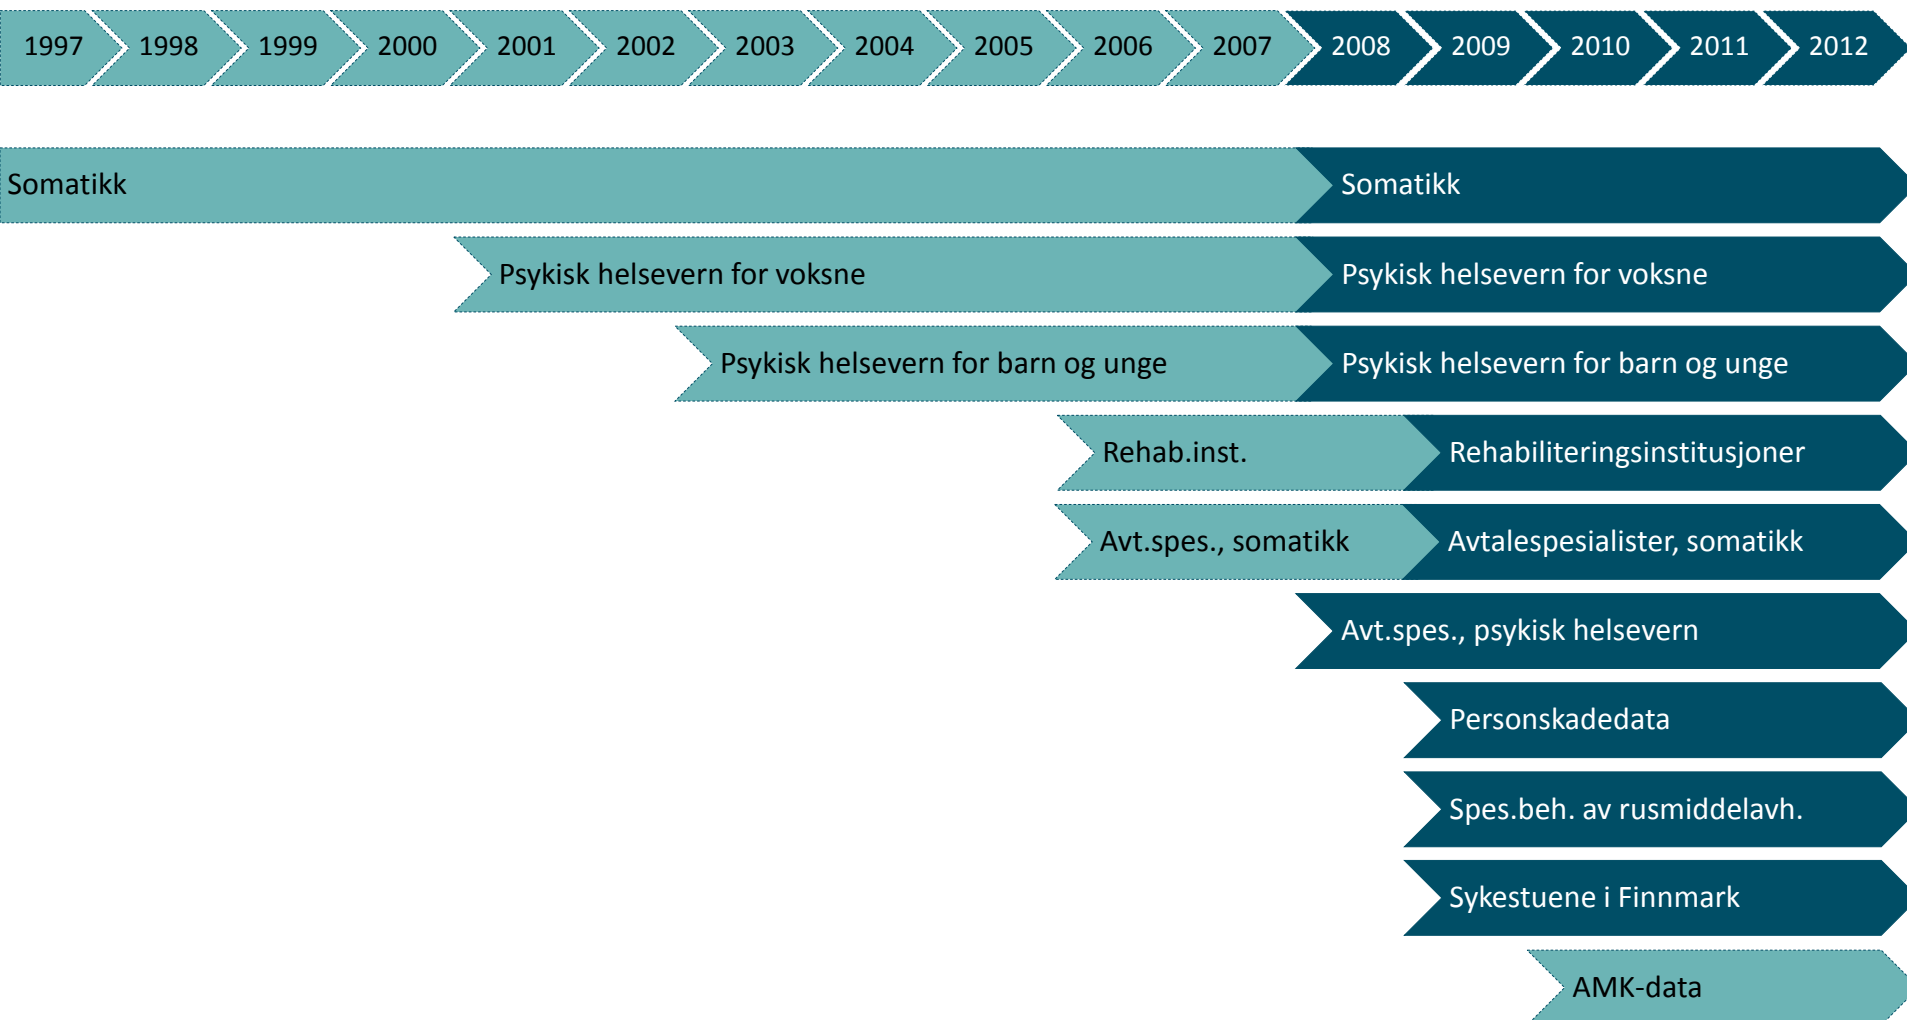 1997 1998 1999 2000 2001 2002 2003 2004 2005 2006 2007 2008 2009 2010 2011 2012
Somatikk Somatikk
Psykisk helsevern for voksne Psykisk helsevern for voksne
Psykisk helsevern for barn og unge Psykisk helsevern for barn og unge
Rehab.inst. Rehabiliteringsinstitusjoner
Avt.spes., somatikk Avtalespesialister, somatikk
Avt.spes., psykisk helsevern
Personskadedata
Spes.beh. av rusmiddelavh.
Sykestuene i Finnmark
AMK-data